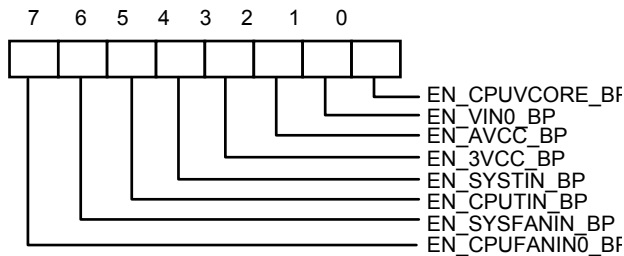 7 6 5 4 3 2 1 0
EN_CPUVCORE_BP
EN_VIN0_BP
EN_AVCC_BP
EN_3VCC_BP
EN_SYSTIN_BP
EN_CPUTIN_BP
EN_SYSFANIN_BP
EN_CPUFANIN0_BP